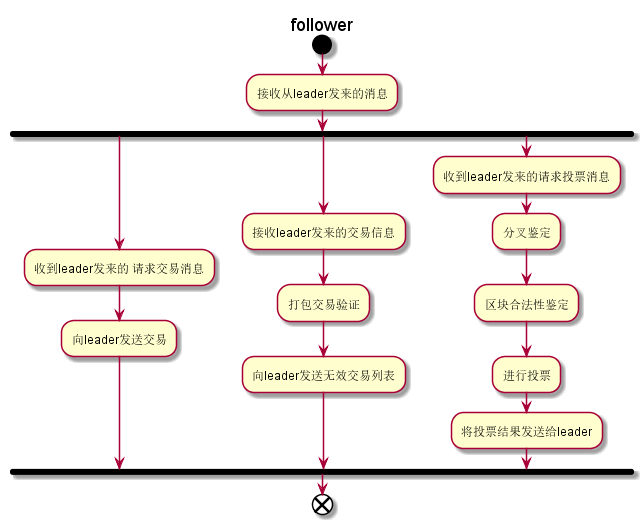 follower
接收从leader发来的消息
收到leader发来的 请求交易消息
向leader发送交易
接收leader发来的交易信息
打包交易验证
向leader发送无效交易列表
收到leader发来的请求投票消息
分叉鉴定
区块合法性鉴定
进行投票
将投票结果发送给leader